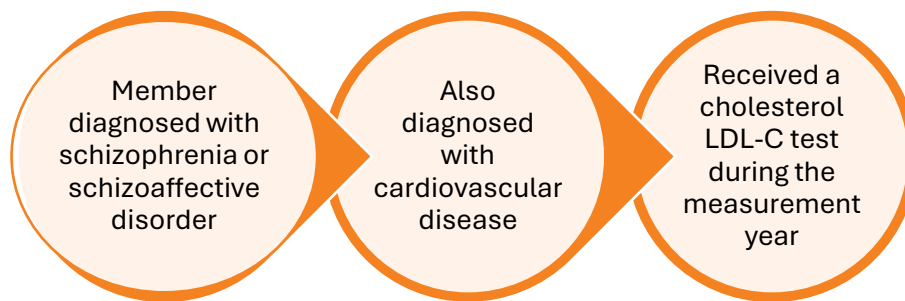 Member
diagnosed with
schizophrenia or
schizoaffective
disorder
Also
diagnosed
with
cardiovascular
disease
Received a
cholesterol
LDL-C test
during the
measurement
year